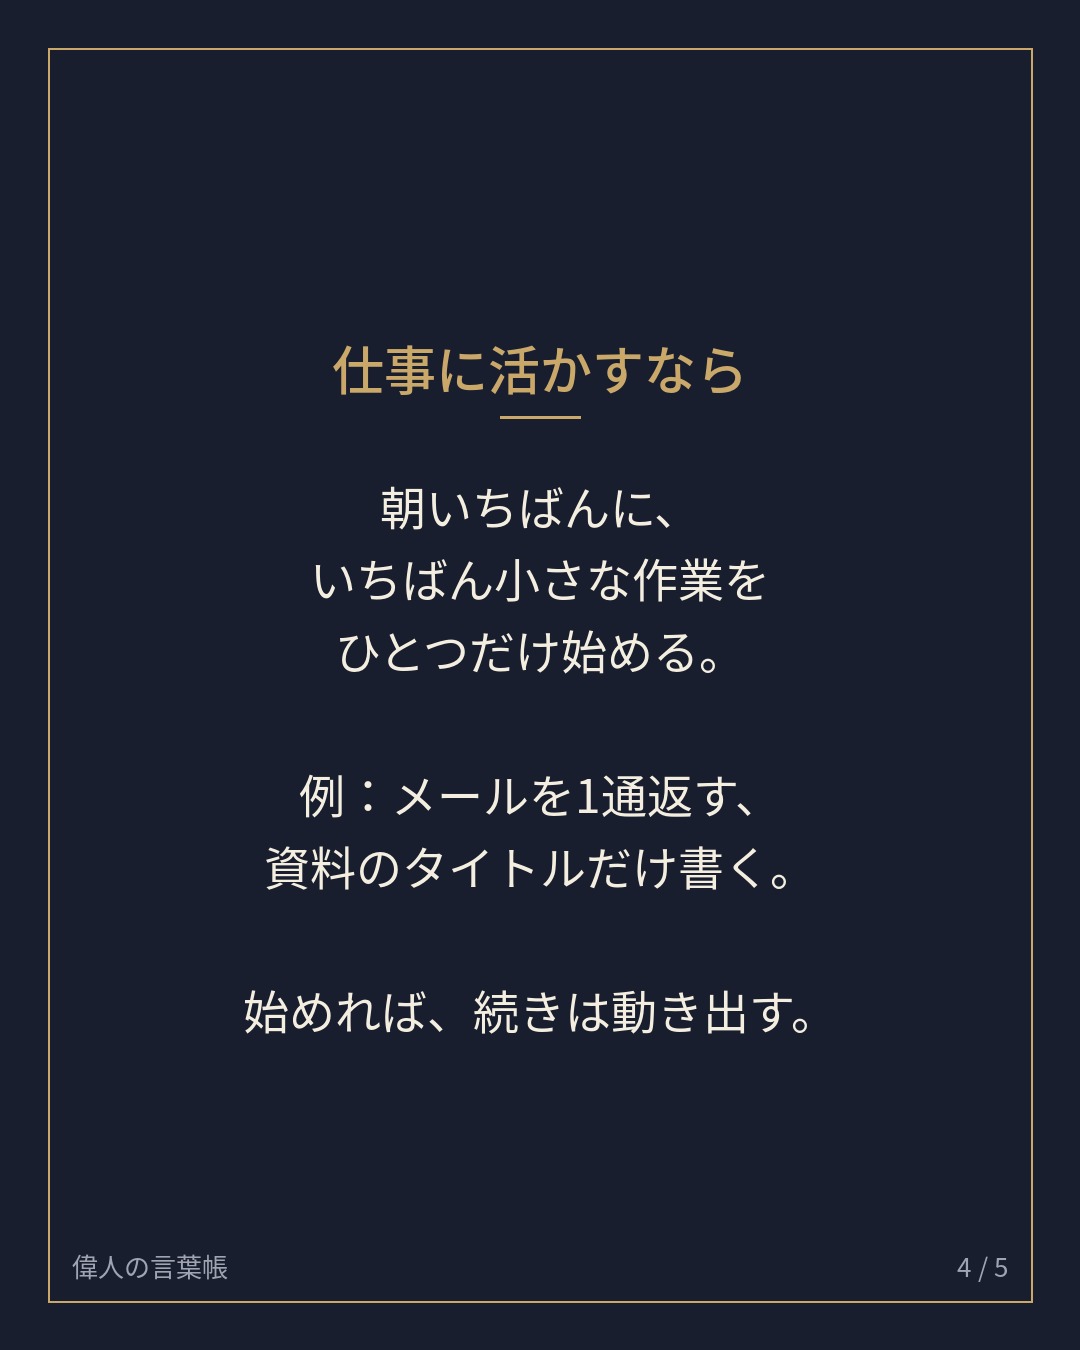 仕事に活かすなら
朝いちばんに、
いちばん小さな作業を
ひとつだけ始める。
例：メールを1通返す、
資料のタイトルだけ書く。
始めれば、続きは動き出す。
偉人の言葉帳
4 / 5